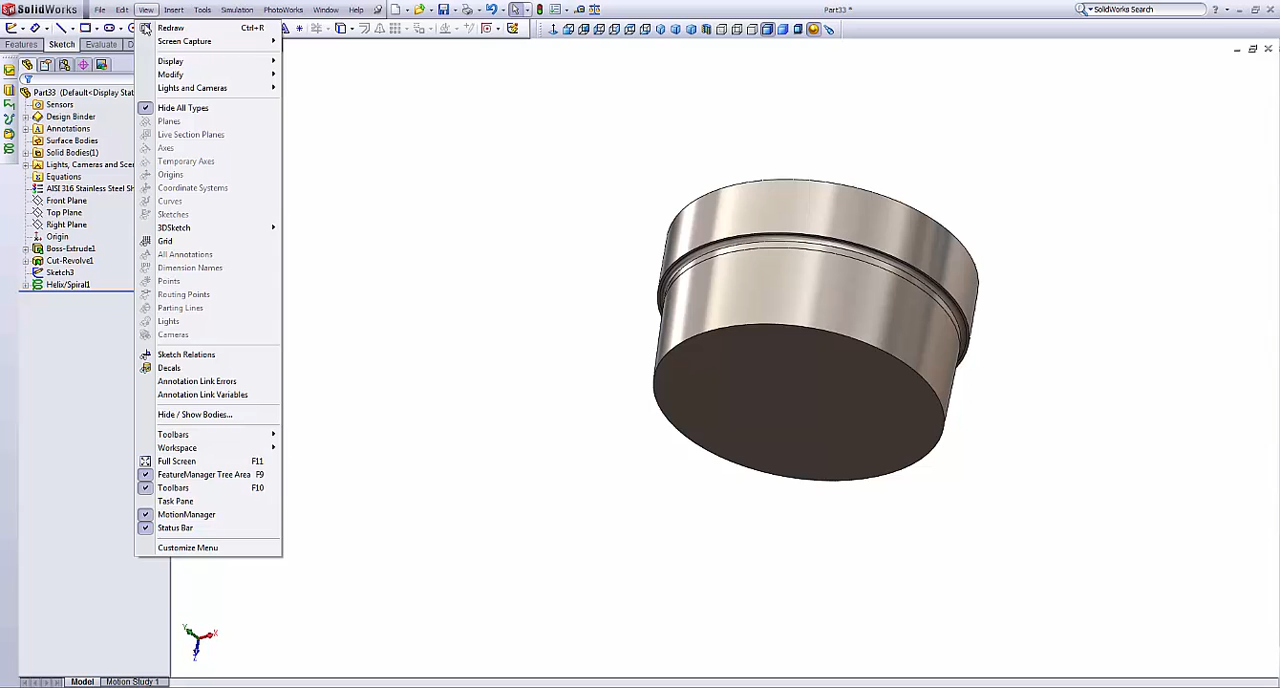 SolidWorks File Edit View Insert Tools Simulation PhotoWorks Window Help Part33 * SolidWorks Search
Features Sketch Evaluate D
Part33 (Default<Display Stat
Sensors
Design Binder
Annotations
Surface Bodies
Solid Bodies(1)
Lights, Cameras and Scen
Equations
AISI 316 Stainless Steel Sh
Front Plane
Top Plane
Right Plane
Origin
Boss-Extrude1
Cut-Revolve1
Sketch3
Helix/Spiral1
Redraw Ctrl+R
Screen Capture
Display
Modify
Lights and Cameras
Hide All Types
Planes
Live Section Planes
Axes
Temporary Axes
Origins
Coordinate Systems
Curves
Sketches
3DSketch
Grid
All Annotations
Dimension Names
Points
Routing Points
Parting Lines
Lights
Cameras
Sketch Relations
Decals
Annotation Link Errors
Annotation Link Variables
Hide / Show Bodies...
Toolbars
Workspace
Full Screen F11
FeatureManager Tree Area F9
Toolbars F10
Task Pane
MotionManager
Status Bar
Customize Menu
Y X
Z
Model Motion Study 1